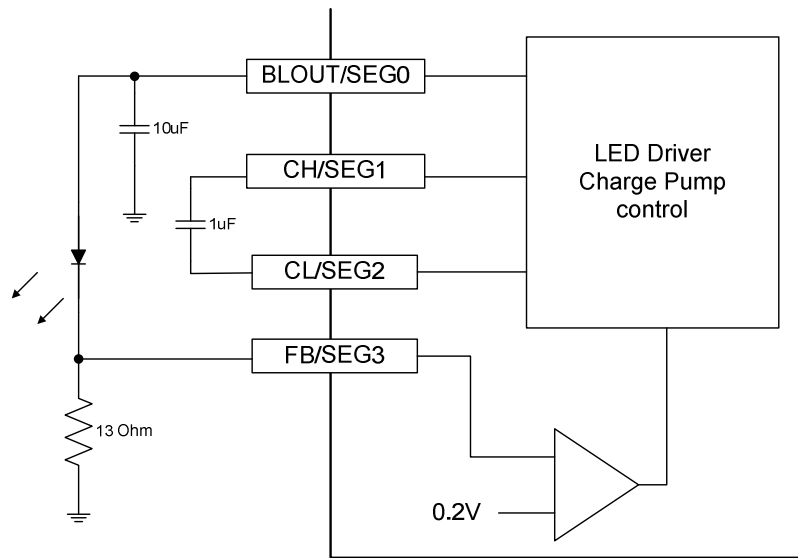 BLOUT/SEG0
10uF
CH/SEG1
1uF
CL/SEG2
FB/SEG3
13 Ohm
LED Driver
Charge Pump
control
0.2V